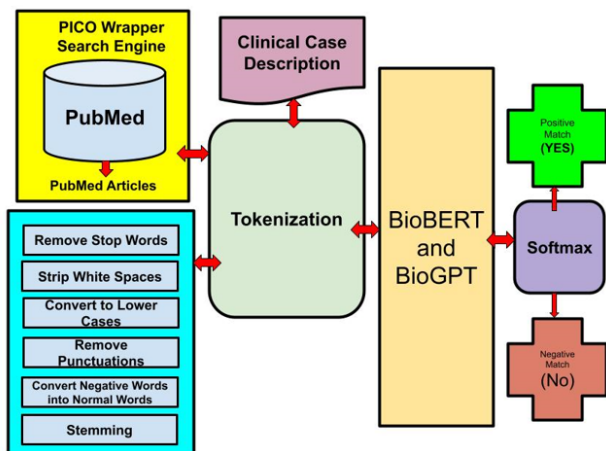 PICO Wrapper
Search Engine
PubMed
PubMed Articles
Clinical Case
Description
Tokenization
Remove Stop Words
Strip White Spaces
Convert to Lower
Cases
Remove
Punctuations
Convert Negative Words
into Normal Words
Stemming
BioBERT
and
BioGPT
Positive
Match
(YES)
Softmax
Negative
Match
(No)